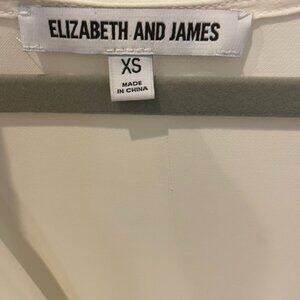 ELIZABETH AND JAMES
XS
MADE
IN CHINA